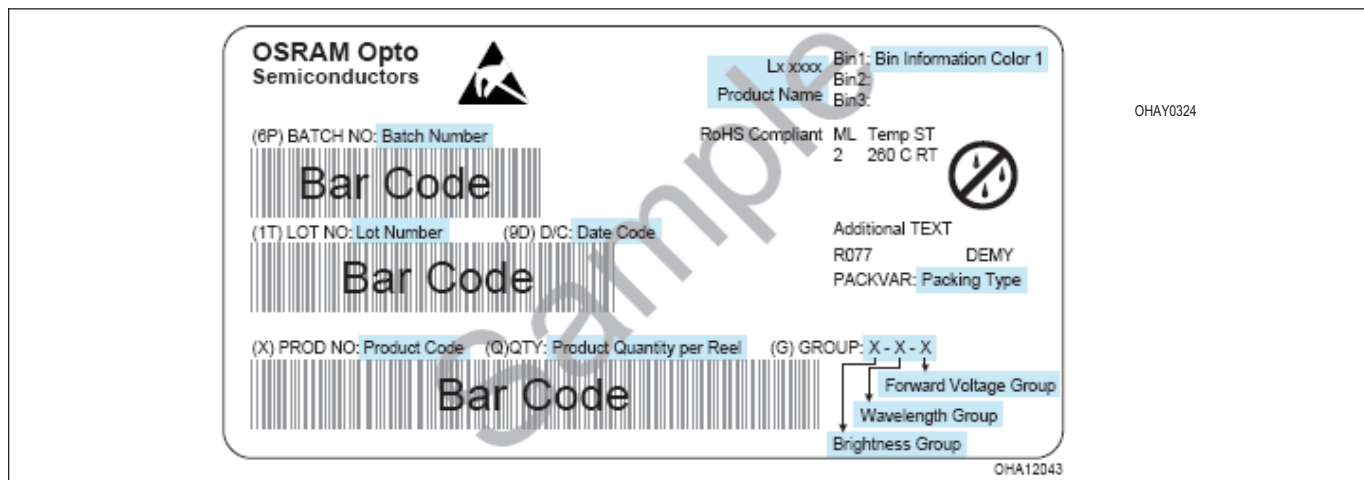 OSRAM Opto
Semiconductors
Lx xxxx
Product Name
Bin1: Bin Information Color 1
Bin2:
Bin3:
OHAY0324
(6P) BATCH NO: Batch Number
Bar Code
RoHS Compliant ML Temp ST
2 260 C RT
(1T) LOT NO: Lot Number (9D) D/C: Date Code
Bar Code
Additional TEXT
R077 DEMY
PACKVAR: Packing Type
(X) PROD NO: Product Code (Q)QTY: Product Quantity per Reel (G) GROUP: X - X - X
Bar Code
Forward Voltage Group
Wavelength Group
Brightness Group
Sample
OHA12043